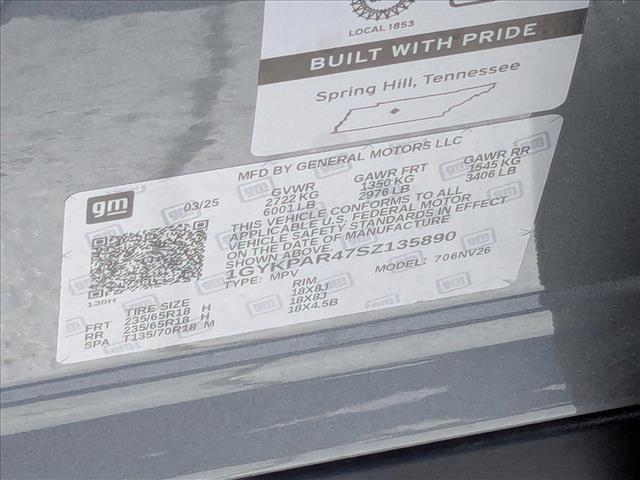 LOCAL 1853
BUILT WITH PRIDE
Spring Hill, Tennessee
MFD BY GENERAL MOTORS LLC
gm
03/25
GVWR GAWR FRT GAWR RR
2722 KG 1350 KG 1545 KG
6001 LB 2976 LB 3406 LB
THIS VEHICLE CONFORMS TO ALL
APPLICABLE U.S. FEDERAL MOTOR
VEHICLE SAFETY STANDARDS IN EFFECT
ON THE DATE OF MANUFACTURE
SHOWN ABOVE.
1GYKPAR47SZ135890
TYPE: MPV MODEL: 706NV26
130H
TIRE SIZE RIM
FRT 235/65R18 H 18X8J
RR 235/65R18 H 18X8J
SPA T135/70R18 M 18X4.5B